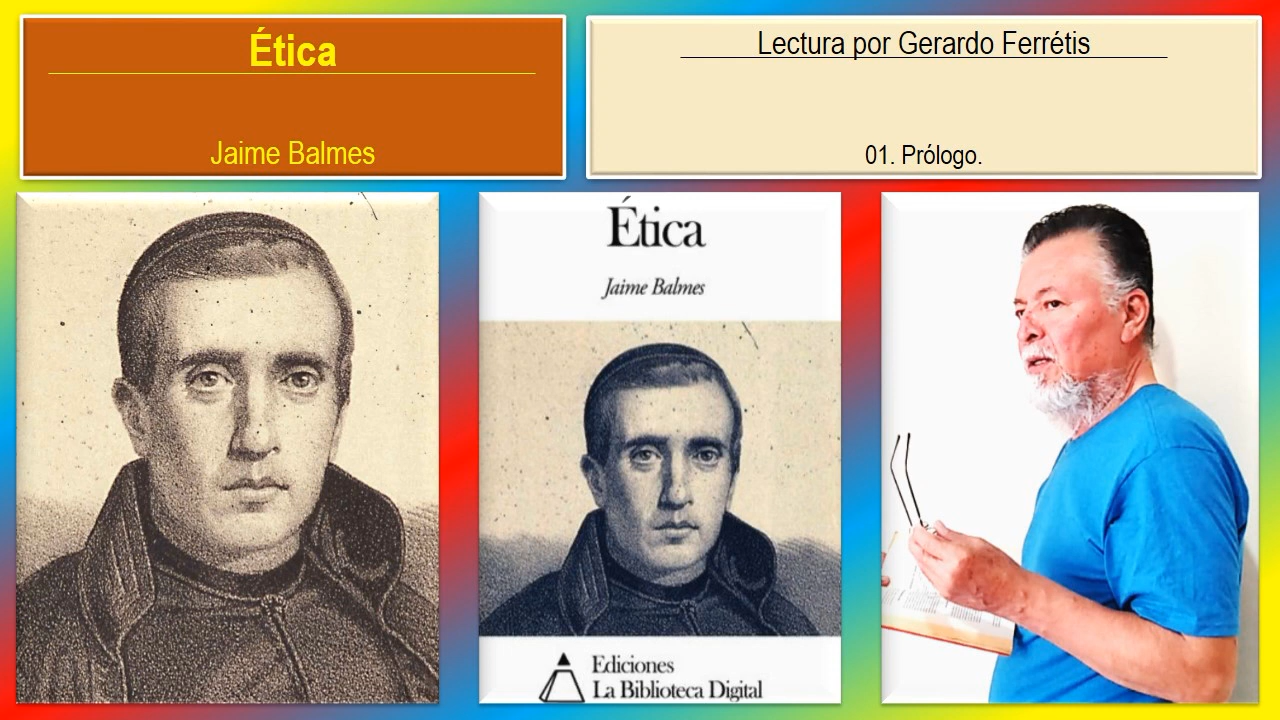 Ética
Jaime Balmes
Lectura por Gerardo Ferrétis
01. Prólogo.
Ética
Jaime Balmes
Ediciones
La Biblioteca Digital